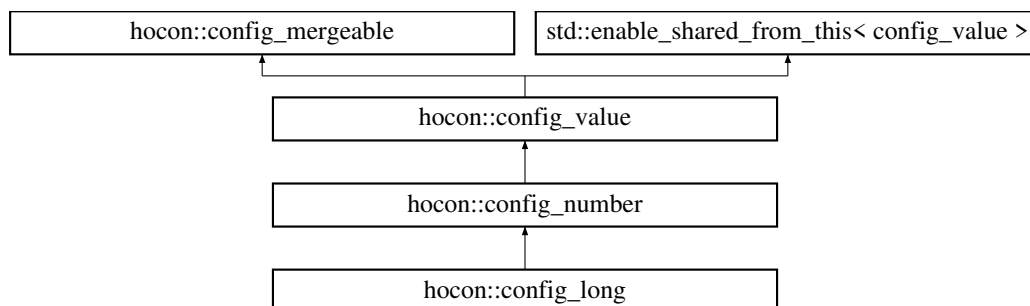 hocon::config_mergeable
std::enable_shared_from_this< config_value >
hocon::config_value
hocon::config_number
hocon::config_long